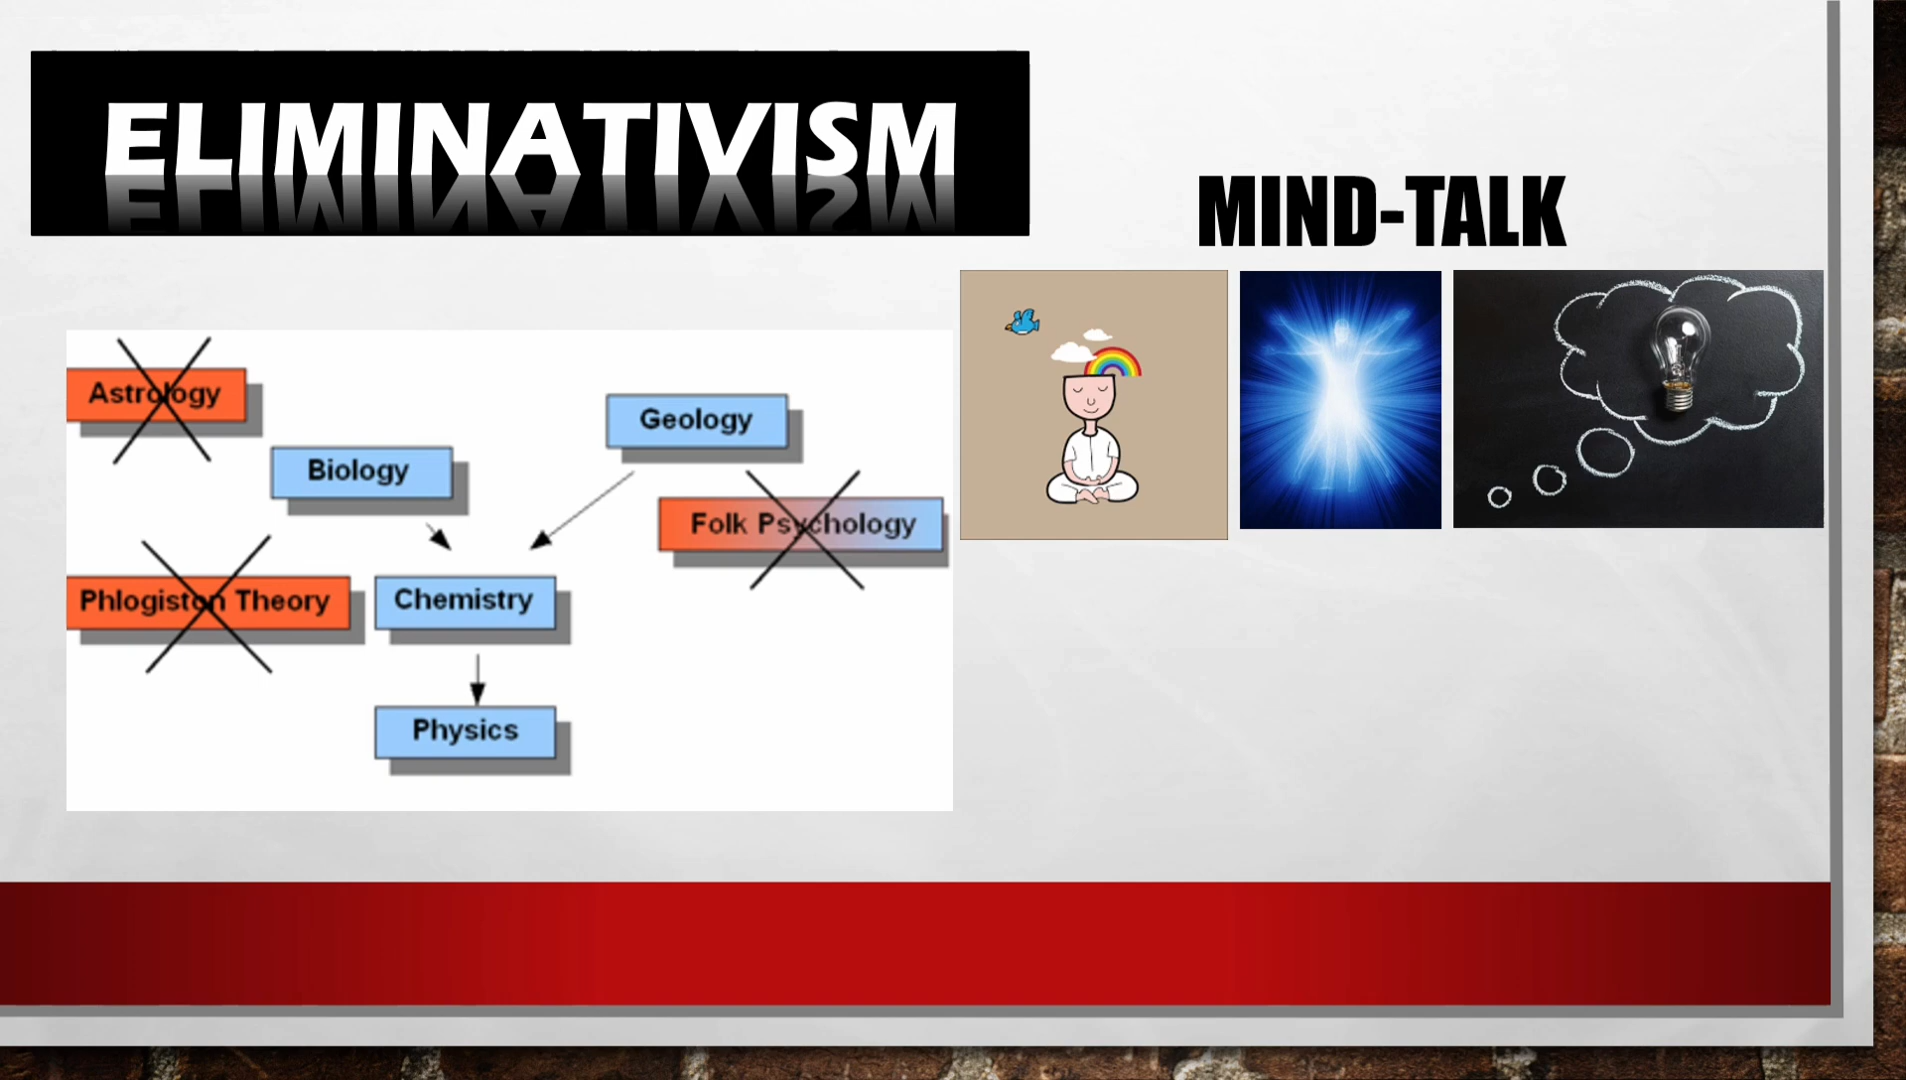 ELIMINATIVISM
MIND-TALK
Astrology
Geology
Biology
Folk Psychology
Phlogiston Theory
Chemistry
Physics